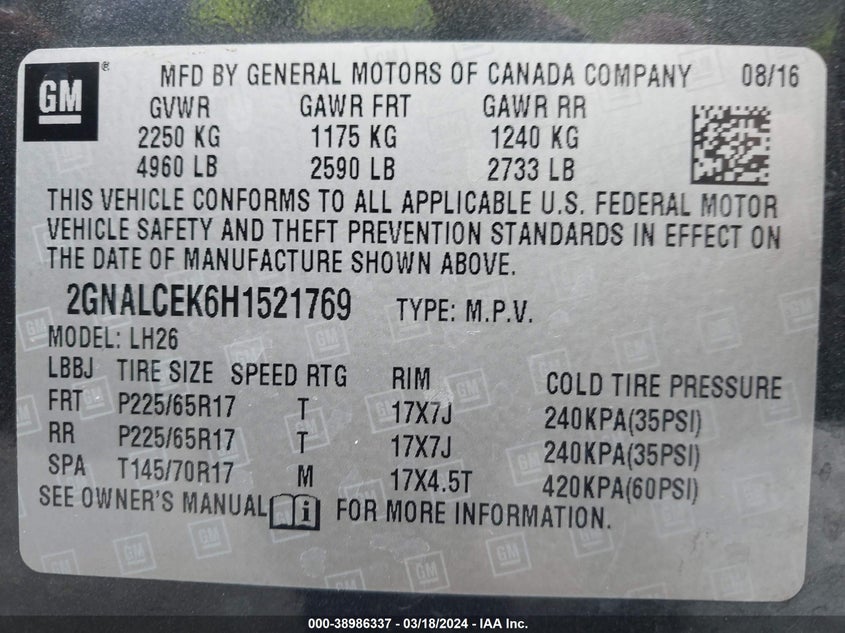 GM ® MFD BY GENERAL MOTORS OF CANADA COMPANY 08/16
GVWR GAWR FRT GAWR RR
2250 KG 1175 KG 1240 KG
4960 LB 2590 LB 2733 LB
THIS VEHICLE CONFORMS TO ALL APPLICABLE U.S. FEDERAL MOTOR
VEHICLE SAFETY AND THEFT PREVENTION STANDARDS IN EFFECT ON
THE DATE OF MANUFACTURE SHOWN ABOVE.
2GNALCEK6H1521769 TYPE: M.P.V.
MODEL: LH26
LBBJ TIRE SIZE SPEED RTG RIM COLD TIRE PRESSURE
FRT P225/65R17 T 17X7J 240KPA(35PSI)
RR P225/65R17 T 17X7J 240KPA(35PSI)
SPA T145/70R17 M 17X4.5T 420KPA(60PSI)
SEE OWNER'S MANUAL i FOR MORE INFORMATION.
000-38986337 - 03/18/2024 - IAA Inc.